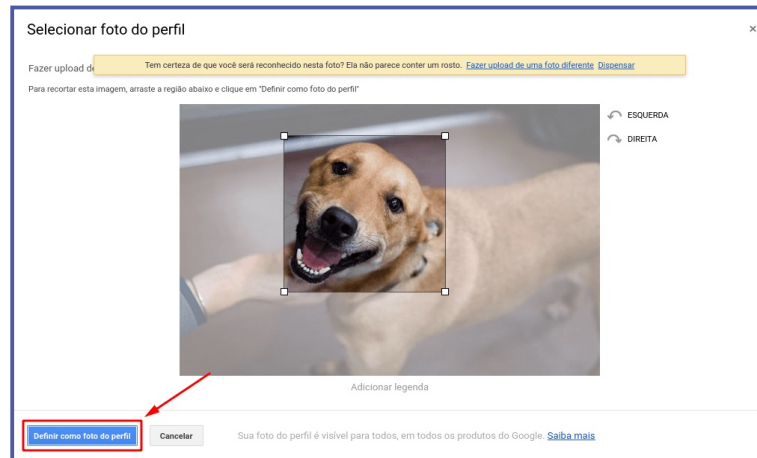 Selecionar foto do perfil
×
Fazer upload de
Tem certeza de que você será reconhecido nesta foto? Ela não parece conter um rosto. Fazer upload de uma foto diferente Dispensar
Para recortar esta imagem, arraste a região abaixo e clique em "Definir como foto do perfil"
ESQUERDA
DIREITA
Adicionar legenda
Definir como foto do perfil Cancelar Sua foto do perfil é visível para todos, em todos os produtos do Google. Saiba mais